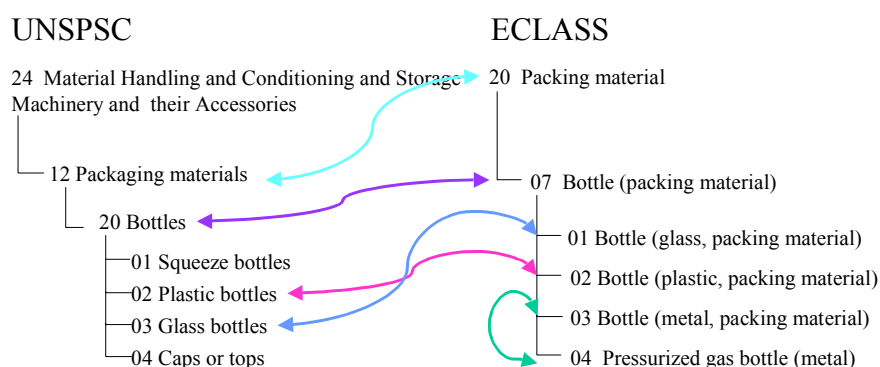 UNSPSC
24 Material Handling and Conditioning and Storage
Machinery and their Accessories
12 Packaging materials
20 Bottles
01 Squeeze bottles
02 Plastic bottles
03 Glass bottles
04 Caps or tops
ECLASS
20 Packing material
07 Bottle (packing material)
01 Bottle (glass, packing material)
02 Bottle (plastic, packing material)
03 Bottle (metal, packing material)
04 Pressurized gas bottle (metal)